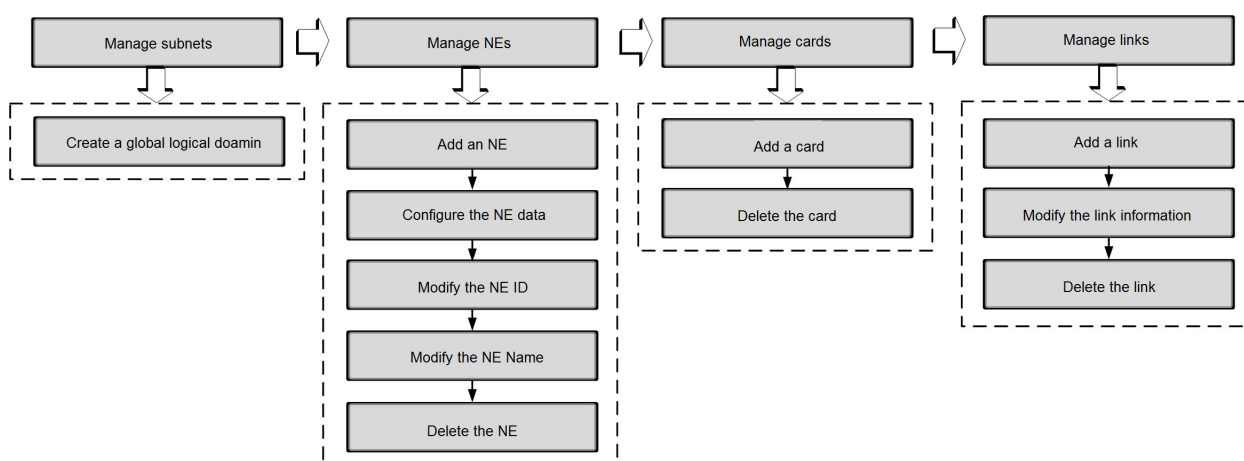 Manage subnets
Manage NEs
Manage cards
Manage links
Create a global logical doamin
Add an NE
Configure the NE data
Modify the NE ID
Modify the NE Name
Delete the NE
Add a card
Delete the card
Add a link
Modify the link information
Delete the link